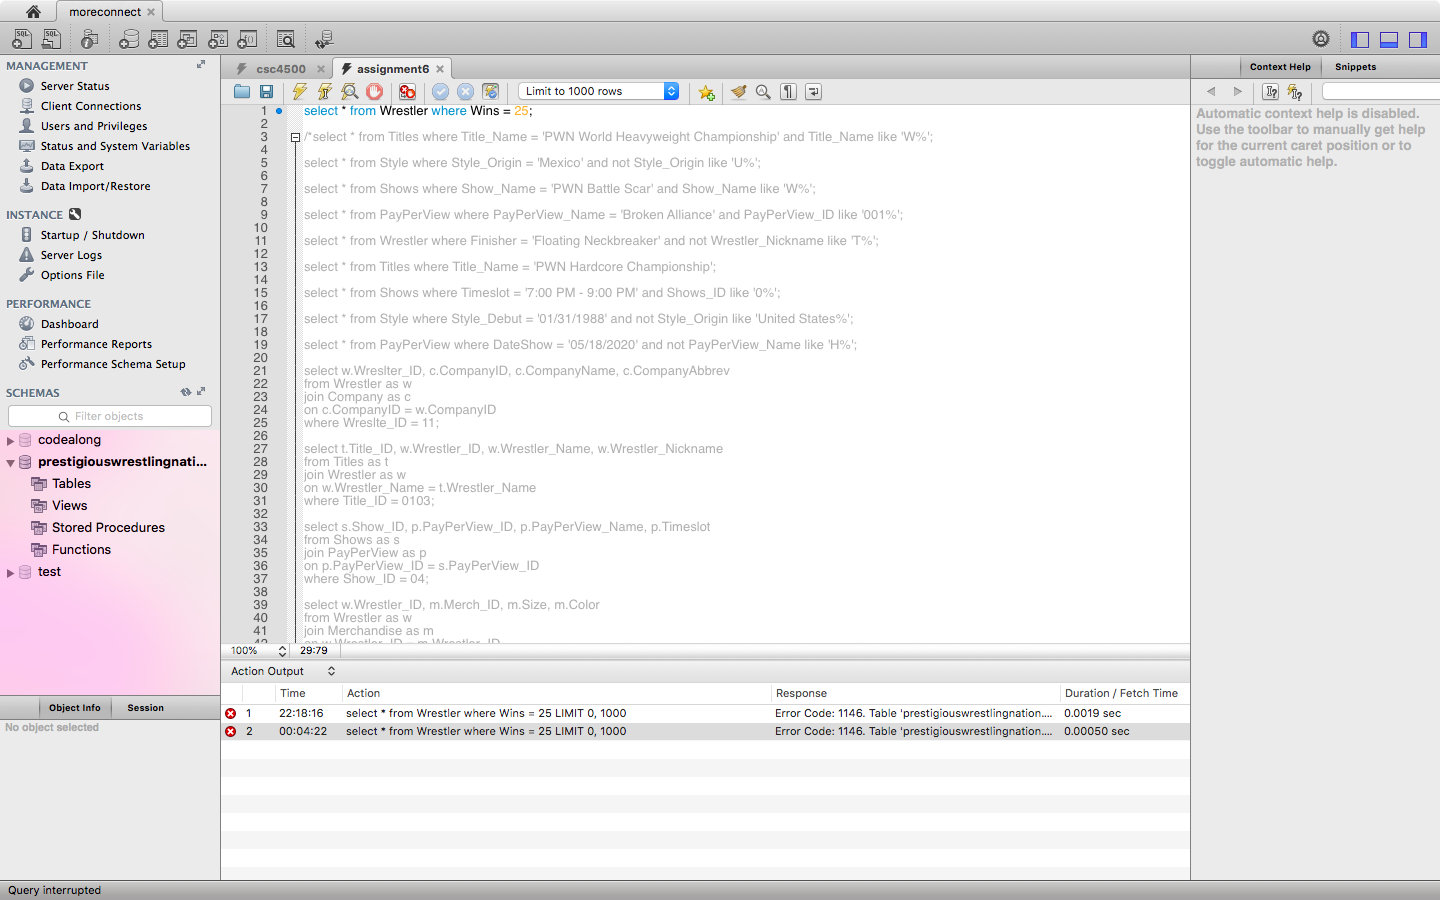 moreconnect
MANAGEMENT
Server Status
Client Connections
Users and Privileges
Status and System Variables
Data Export
Data Import/Restore
INSTANCE
Startup / Shutdown
Server Logs
Options File
PERFORMANCE
Dashboard
Performance Reports
Performance Schema Setup
SCHEMAS
Filter objects
codealong
prestigiouswrestlingnati...
Tables
Views
Stored Procedures
Functions
test
Object Info Session
No object selected
csc4500 assignment6
Limit to 1000 rows
1 select * from Wrestler where Wins = 25;
2
3 /*select * from Titles where Title_Name = 'PWN World Heavyweight Championship' and Title_Name like 'W%';
4
5 select * from Style where Style_Origin = 'Mexico' and not Style_Origin like 'U%';
6
7 select * from Shows where Show_Name = 'PWN Battle Scar' and Show_Name like 'W%';
8
9 select * from PayPerView where PayPerView_Name = 'Broken Alliance' and PayPerView_ID like '001%';
10
11 select * from Wrestler where Finisher = 'Floating Neckbreaker' and not Wrestler_Nickname like 'T%';
12
13 select * from Titles where Title_Name = 'PWN Hardcore Championship';
14
15 select * from Shows where Timeslot = '7:00 PM - 9:00 PM' and Shows_ID like '0%';
16
17 select * from Style where Style_Debut = '01/31/1988' and not Style_Origin like 'United States%';
18
19 select * from PayPerView where DateShow = '05/18/2020' and not PayPerView_Name like 'H%';
20
21 select w.Wreslter_ID, c.CompanyID, c.CompanyName, c.CompanyAbbrev
22 from Wrestler as w
23 join Company as c
24 on c.CompanyID = w.CompanyID
25 where Wreslte_ID = 11;
26
27 select t.Title_ID, w.Wrestler_ID, w.Wrestler_Name, w.Wrestler_Nickname
28 from Titles as t
29 join Wrestler as w
30 on w.Wrestler_Name = t.Wrestler_Name
31 where Title_ID = 0103;
32
33 select s.Show_ID, p.PayPerView_ID, p.PayPerView_Name, p.Timeslot
34 from Shows as s
35 join PayPerView as p
36 on p.PayPerView_ID = s.PayPerView_ID
37 where Show_ID = 04;
38
39 select w.Wrestler_ID, m.Merch_ID, m.Size, m.Color
40 from Wrestler as w
41 join Merchandise as m
42 on w.Wrestler_ID = m.Wrestler_ID
100% 29:79
Action Output
Time Action Response Duration / Fetch Time
1 22:18:16 select * from Wrestler where Wins = 25 LIMIT 0, 1000 Error Code: 1146. Table 'prestigiouswrestlingnation.... 0.0019 sec
2 00:04:22 select * from Wrestler where Wins = 25 LIMIT 0, 1000 Error Code: 1146. Table 'prestigiouswrestlingnation.... 0.00050 sec
Context Help Snippets
Automatic context help is disabled.
Use the toolbar to manually get help
for the current caret position or to
toggle automatic help.
Query interrupted